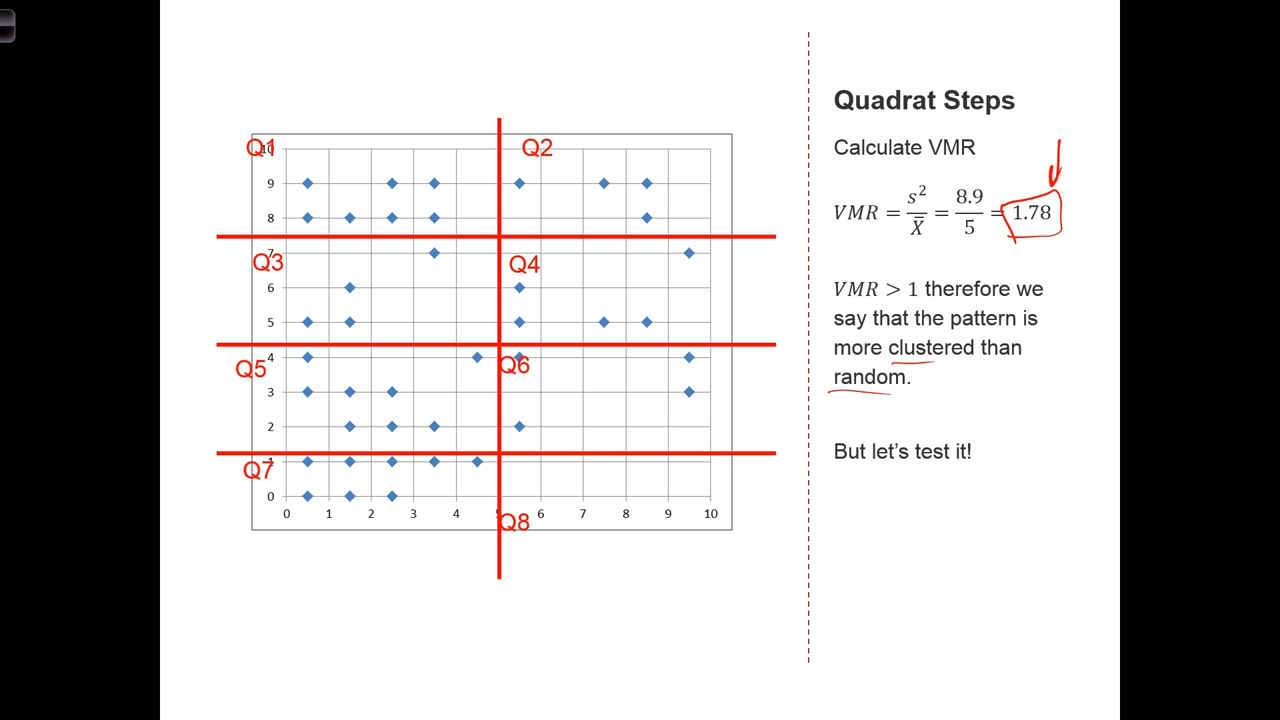 Quadrat Steps
Calculate VMR
VMR = s² / X̄ = 8.9 / 5 = 1.78
VMR > 1 therefore we
say that the pattern is
more clustered than
random.
But let's test it!
Q1
Q2
Q3
Q4
Q5
Q6
Q7
Q8
10
9
8
7
6
5
4
3
2
1
0
0 1 2 3 4 5 6 7 8 9 10